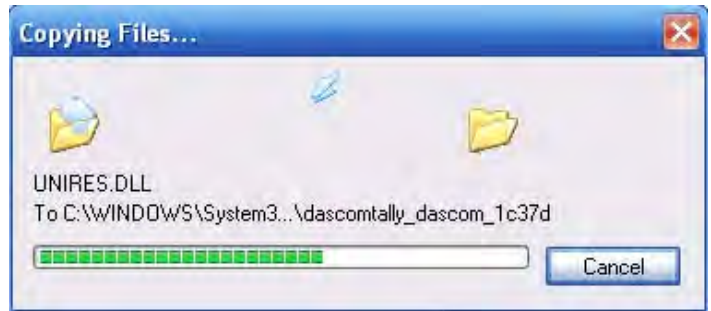 Copying Files...
UNIRES.DLL
To C:\WINDOWS\System3...\dascomtally_dascom_1c37d
Cancel